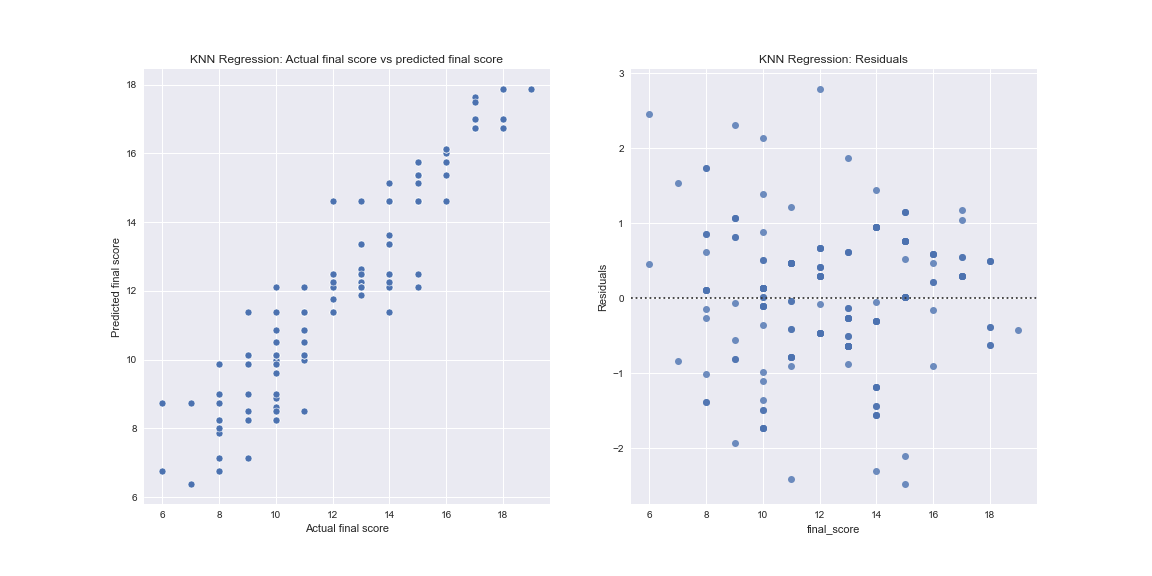 KNN Regression: Actual final score vs predicted final score
18
16
14
12
10
8
6
Predicted final score
6 8 10 12 14 16 18
Actual final score
KNN Regression: Residuals
3
2
1
0
−1
−2
Residuals
6 8 10 12 14 16 18
final_score